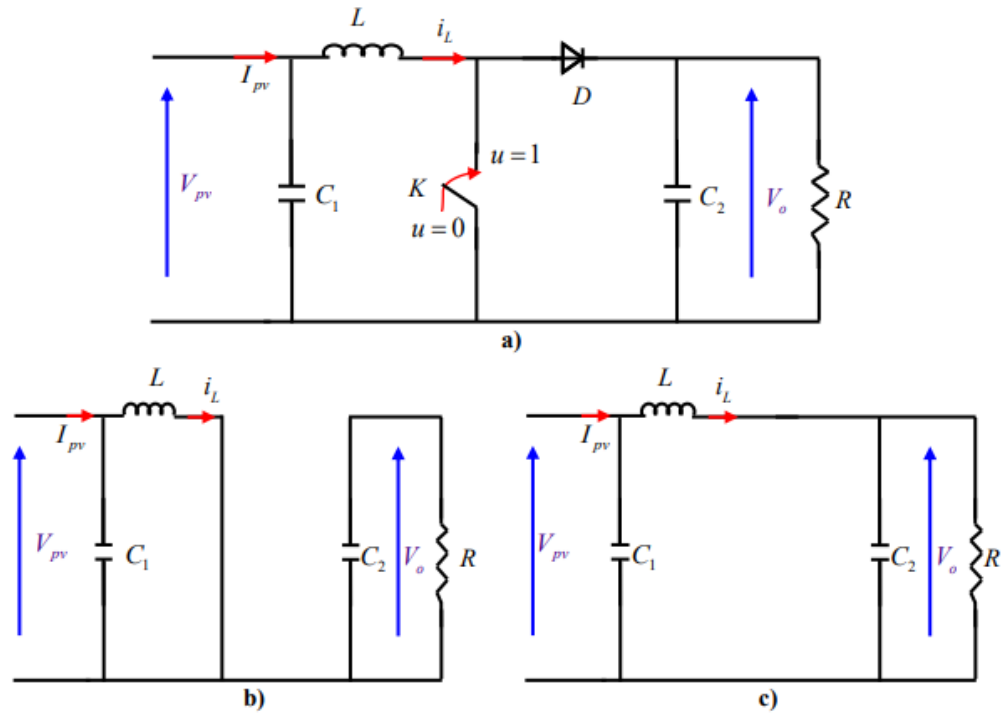 L
i_L
I_pv
D
u = 1
V_pv
C_1
K
C_2
V_o
R
u = 0
a)
L
i_L
I_pv
V_pv
C_1
C_2
V_o
R
b)
L
i_L
I_pv
V_pv
C_1
C_2
V_o
R
c)